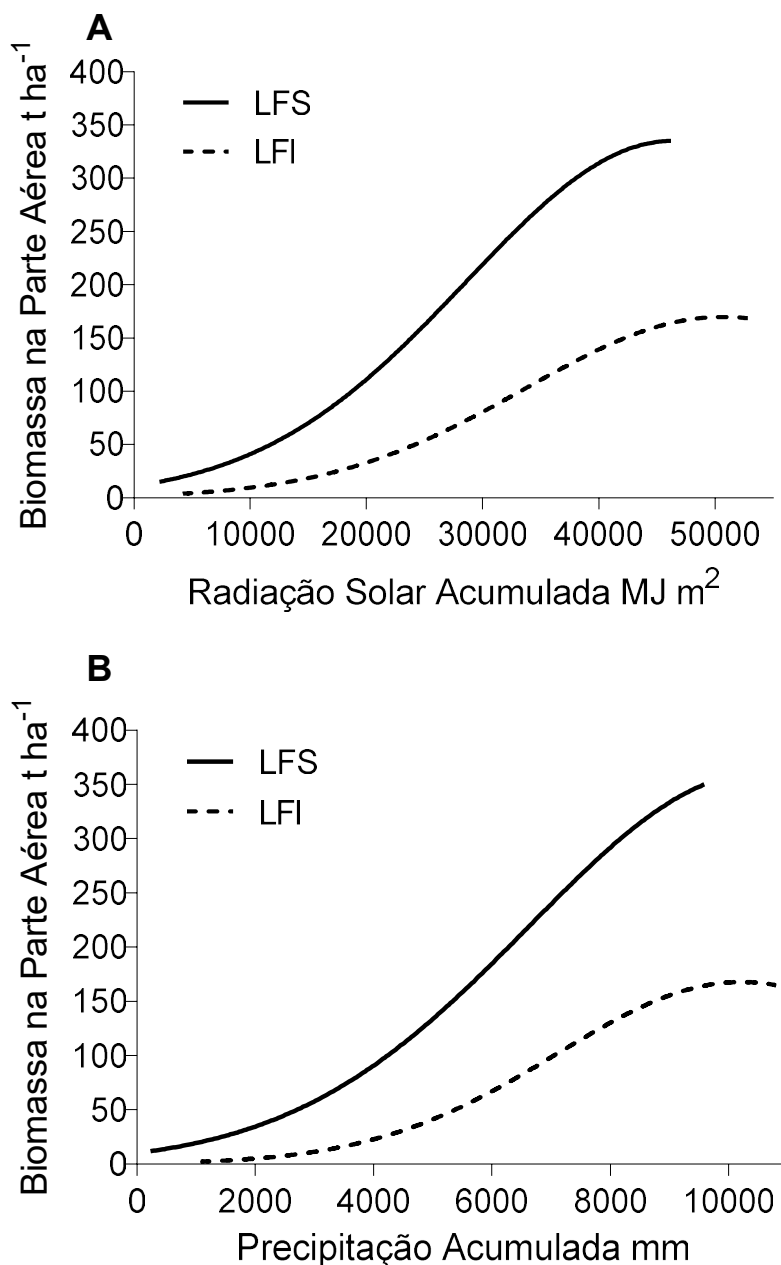 A
Biomassa na Parte Aérea t ha⁻¹
400
350
300
250
200
150
100
50
0
LFS
LFI
0 10000 20000 30000 40000 50000
Radiação Solar Acumulada MJ m²
B
Biomassa na Parte Aérea t ha⁻¹
400
350
300
250
200
150
100
50
0
LFS
LFI
0 2000 4000 6000 8000 10000
Precipitação Acumulada mm